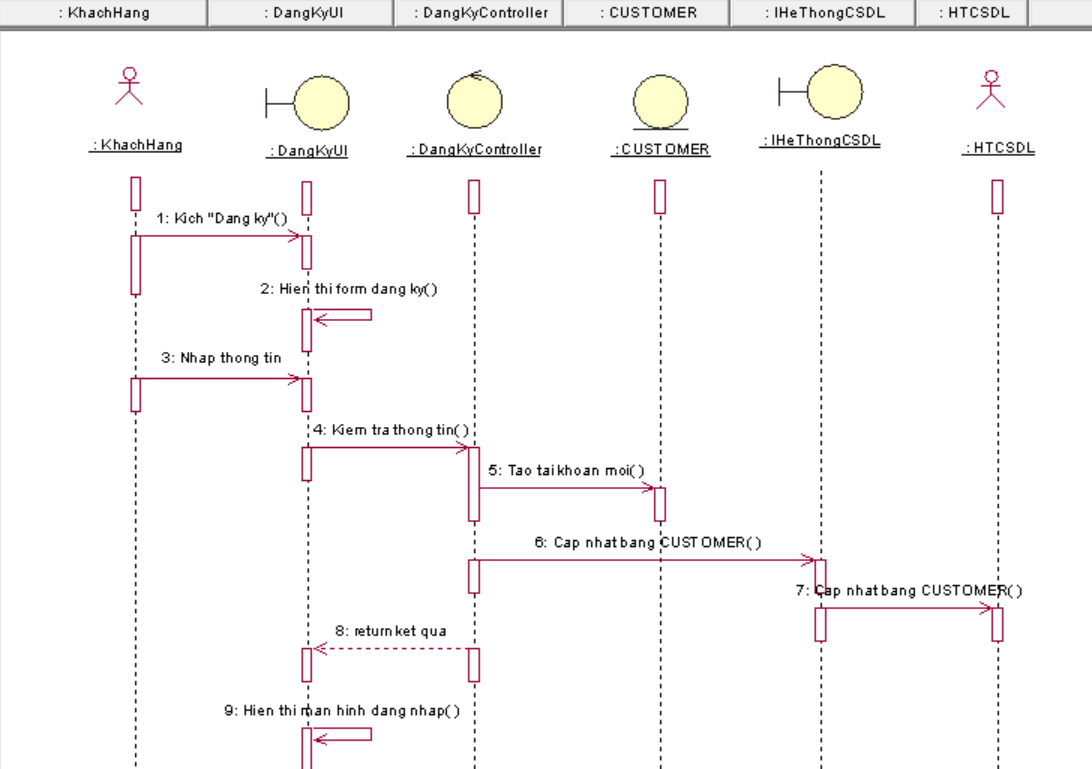 : KhachHang
: DangKyUI
: DangKyController
: CUSTOMER
: IHeThongCSDL
: HTCSDL
: KhachHang
: DangKyUI
: DangKyController
: CUSTOMER
: IHeThongCSDL
: HTCSDL
1: Kich "Dang ky"()
2: Hien thi form dang ky()
3: Nhap thong tin
4: Kiem tra thong tin()
5: Tao tai khoan moi()
6: Cap nhat bang CUSTOMER()
7: Cap nhat bang CUSTOMER()
8: return ket qua
9: Hien thi man hinh dang nhap()